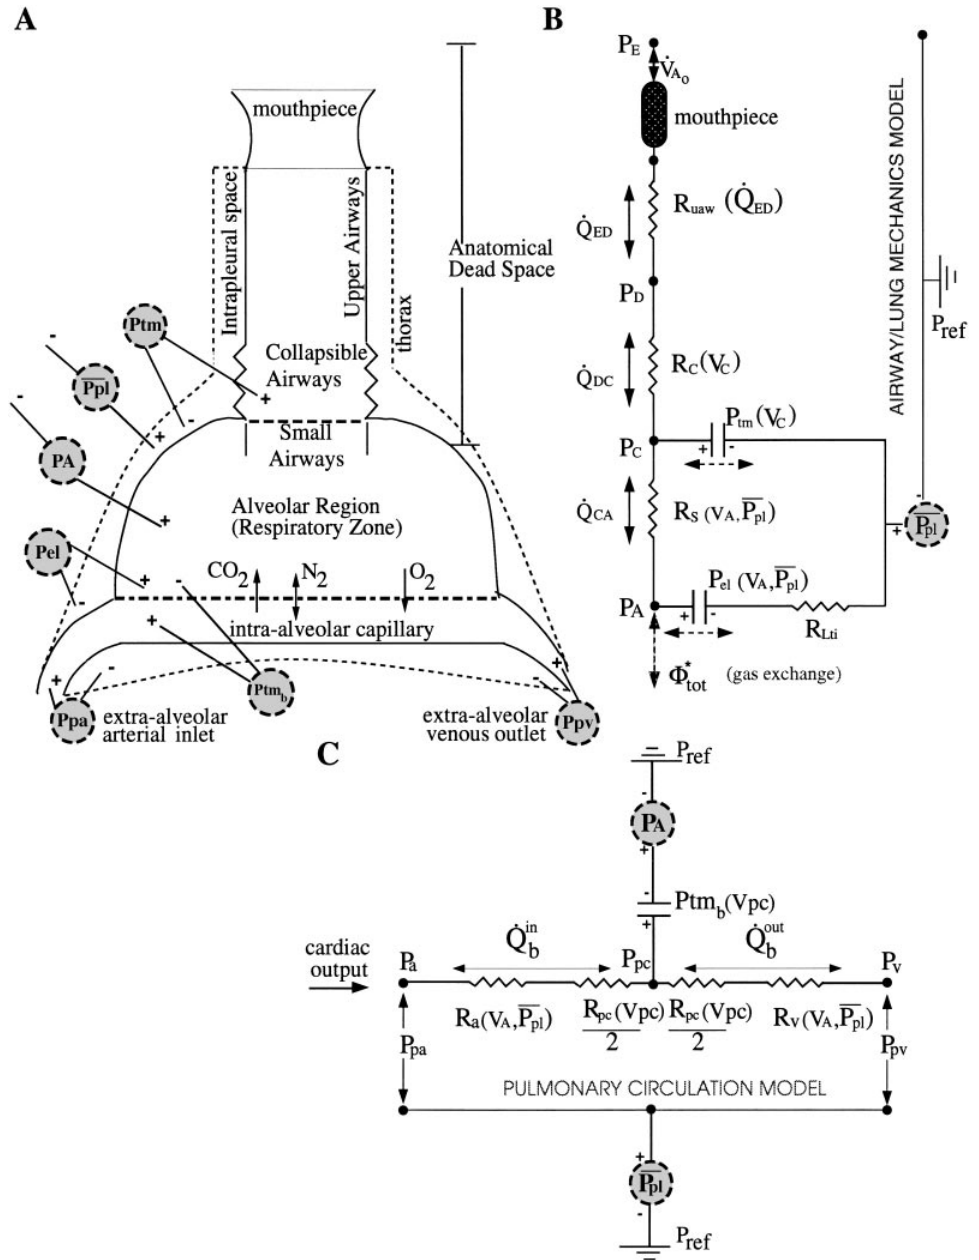 A
mouthpiece
Intrapleural space
Upper Airways
thorax
Anatomical
Dead Space
Ptm
-
Ppl
+
-
Collapsible
Airways
+
-
PA
+
Small
Airways
Alveolar Region
(Respiratory Zone)
Pel
+
-
-
CO2
N2
O2
+
intra-alveolar capillary
+
-
+
-
Ppa
extra-alveolar
arterial inlet
Ptmb
extra-alveolar
venous outlet
Ppv
B
PE
V̇Ao
mouthpiece
Q̇ED
Ruaw (Q̇ED)
PD
Q̇DC
RC(VC)
Ptm(VC)
PC
+ -
Q̇CA
RS (VA, P̅pl)
Pel (VA, P̅pl)
PA
+ -
RLti
Φ*tot (gas exchange)
AIRWAY/LUNG MECHANICS MODEL
Pref
-
P̅pl
+
C
Pref
-
PA
+
-
Ptmb(Vpc)
+
cardiac
output
Pa
Q̇b in
Ppc
Q̇b out
Pv
Ra(VA, P̅pl)
Rpc(Vpc)
2
Rpc(Vpc)
2
Rv(VA, P̅pl)
Ppa
Ppv
PULMONARY CIRCULATION MODEL
+
P̅pl
-
Pref